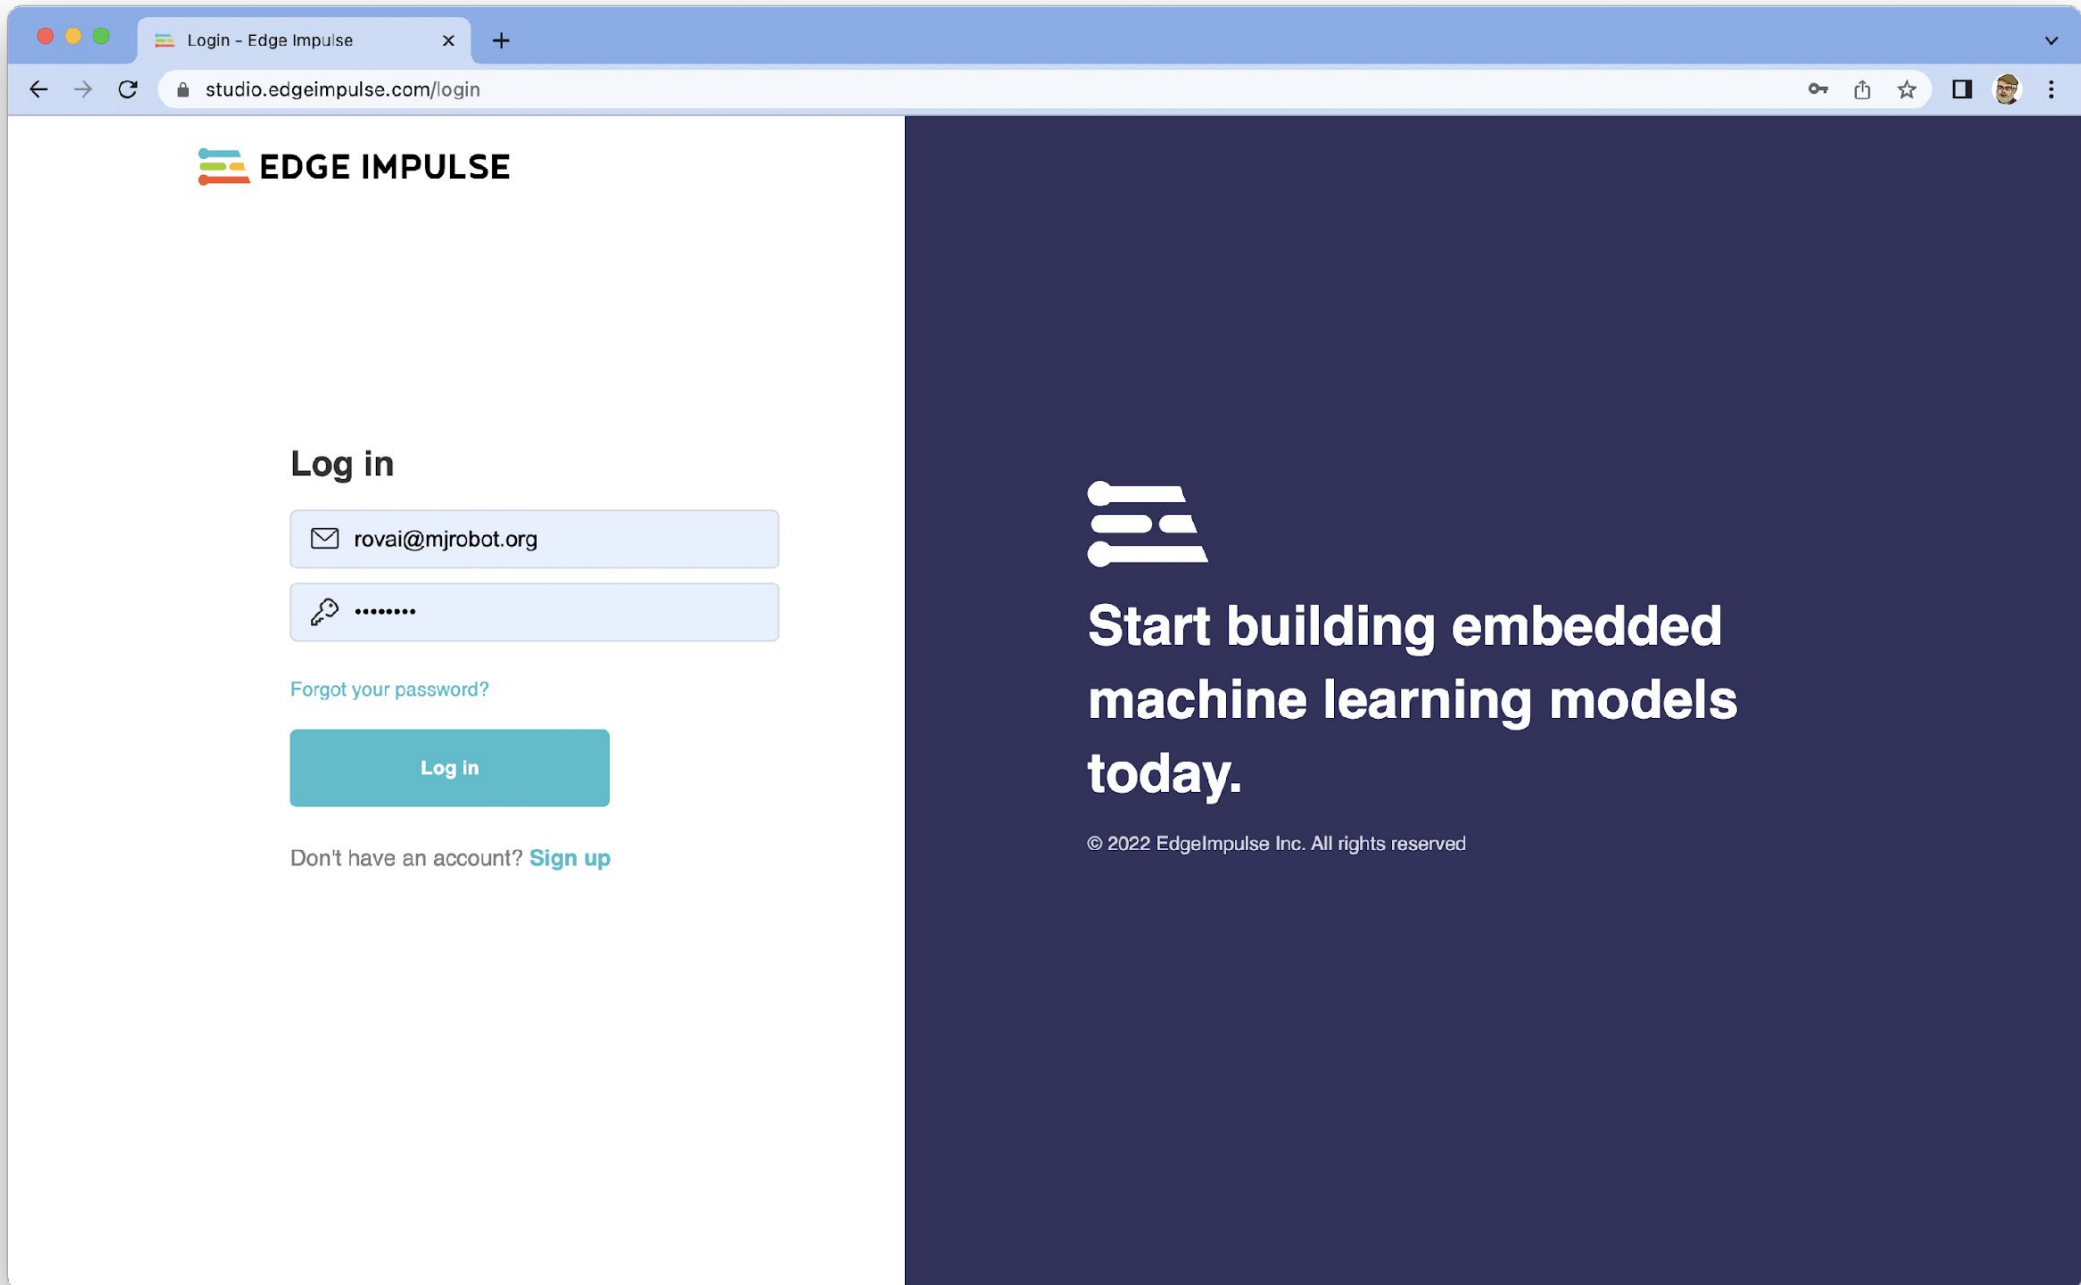 Login - Edge Impulse
studio.edgeimpulse.com/login
EDGE IMPULSE
Log in
rovai@mjrobot.org
••••••••
Forgot your password?
Log in
Don't have an account? Sign up
Start building embedded
machine learning models
today.
© 2022 EdgeImpulse Inc. All rights reserved